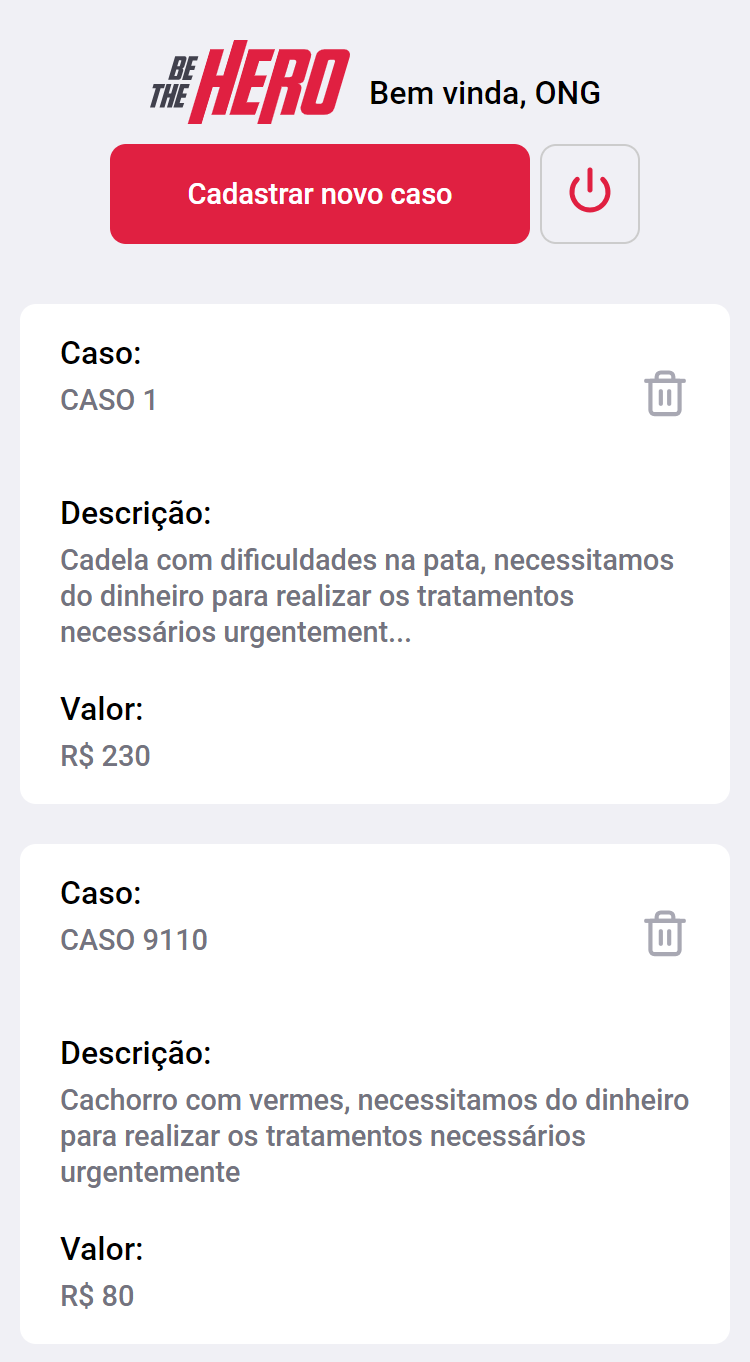 BE
THE
HERO
Bem vinda, ONG
Cadastrar novo caso
Caso:
CASO 1
Descrição:
Cadela com dificuldades na pata, necessitamos
do dinheiro para realizar os tratamentos
necessários urgentement...
Valor:
R$ 230
Caso:
CASO 9110
Descrição:
Cachorro com vermes, necessitamos do dinheiro
para realizar os tratamentos necessários
urgentemente
Valor:
R$ 80